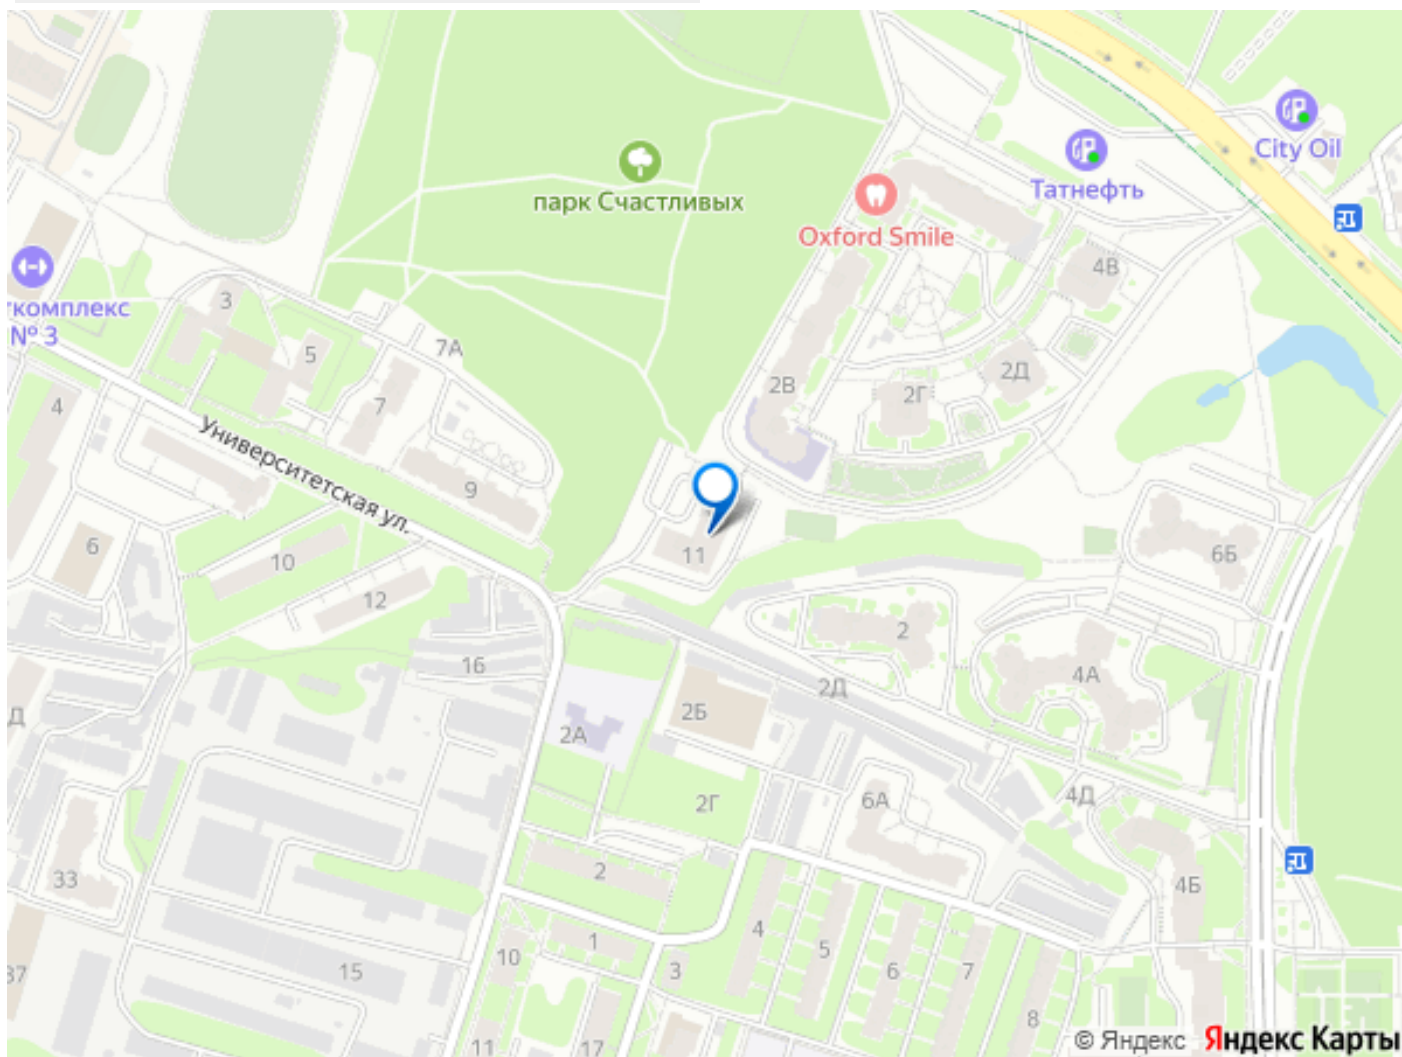 City Oil
Татнефть
парк Счастливых
Oxford Smile
4В
ткомплекс
№ 3
3
7А
5
2В
2Г
2Д
4
7
Университетская ул.
9
6
10
11
6Б
12
2
16
4А
2Д
Д
2Б
2А
2Г
6А
4Д
33
2
4Б
4
1
5
10
15
3
6
7
37
8
11
17
© Яндекс Яндекс Карты